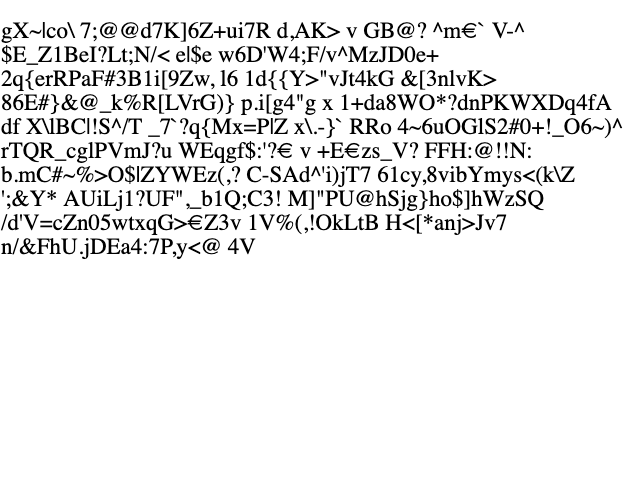 gX~|co\ 7;@@d7K]6Z+ui7R d,AK> v GB@? ^m€` V-^
$E_Z1BeI?Lt;N/< e|$e w6D'W4;F/v^MzJD0e+
2q{erRPaF#3B1i[9Zw, l6 1d{{Y>"vJt4kG &[3nlvK>
86E#}&@_k%R[LVrG)} p.i[g4"g x 1+da8WO*?dnPKWXDq4fA
df X\lBC|!S^/T _7`?q{Mx=P|Z x\.-}` RRo 4~6uOGlS2#0+!_O6~)^
rTQR_cglPVmJ?u WEqgf$:'?€ v +E€zs_V? FFH:@!!N:
b.mC#~%>O$lZYWEz(,? C-SAd^'i)jT7 61cy,8vibYmys<(k\Z
';&Y* AUiLj1?UF",_b1Q;C3! M]"PU@hSjg}ho$]hWzSQ
/d'V=cZn05wtxqG>€Z3v 1V%(,!OkLtB H<[*anj>Jv7
n/&FhU.jDEa4:7P,y<@ 4V